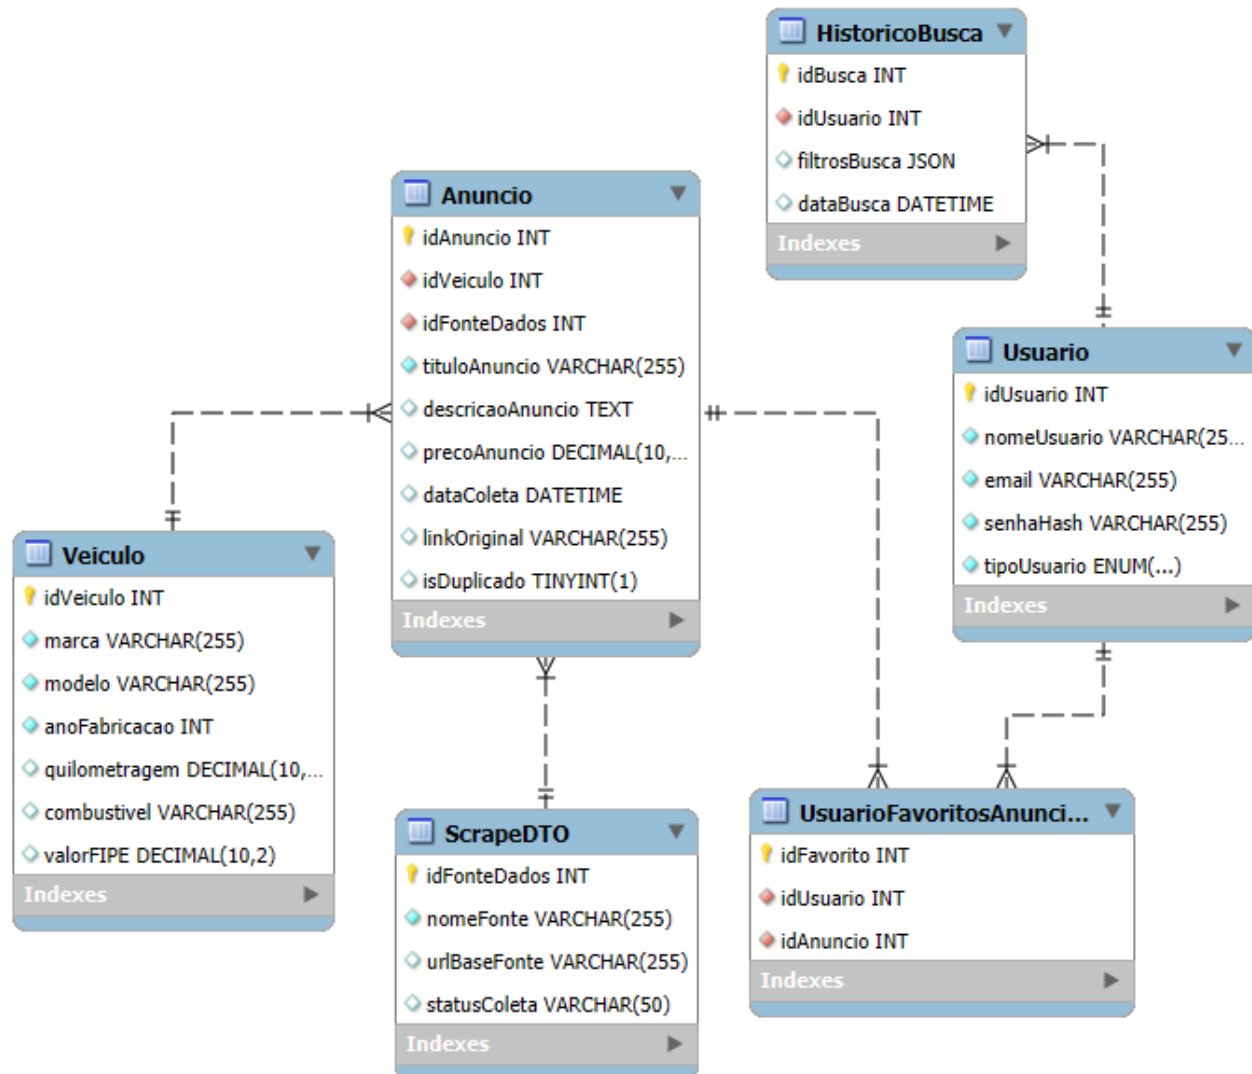 HistoricoBusca
idBusca INT
idUsuario INT
filtrosBusca JSON
dataBusca DATETIME
Indexes
Anuncio
idAnuncio INT
idVeiculo INT
idFonteDados INT
tituloAnuncio VARCHAR(255)
descricaoAnuncio TEXT
precoAnuncio DECIMAL(10,...
dataColeta DATETIME
linkOriginal VARCHAR(255)
isDuplicado TINYINT(1)
Indexes
Usuario
idUsuario INT
nomeUsuario VARCHAR(25...
email VARCHAR(255)
senhaHash VARCHAR(255)
tipoUsuario ENUM(...)
Indexes
Veiculo
idVeiculo INT
marca VARCHAR(255)
modelo VARCHAR(255)
anoFabricacao INT
quilometragem DECIMAL(10,...
combustivel VARCHAR(255)
valorFIPE DECIMAL(10,2)
Indexes
ScrapeDTO
idFonteDados INT
nomeFonte VARCHAR(255)
urlBaseFonte VARCHAR(255)
statusColeta VARCHAR(50)
Indexes
UsuarioFavoritosAnunci...
idFavorito INT
idUsuario INT
idAnuncio INT
Indexes